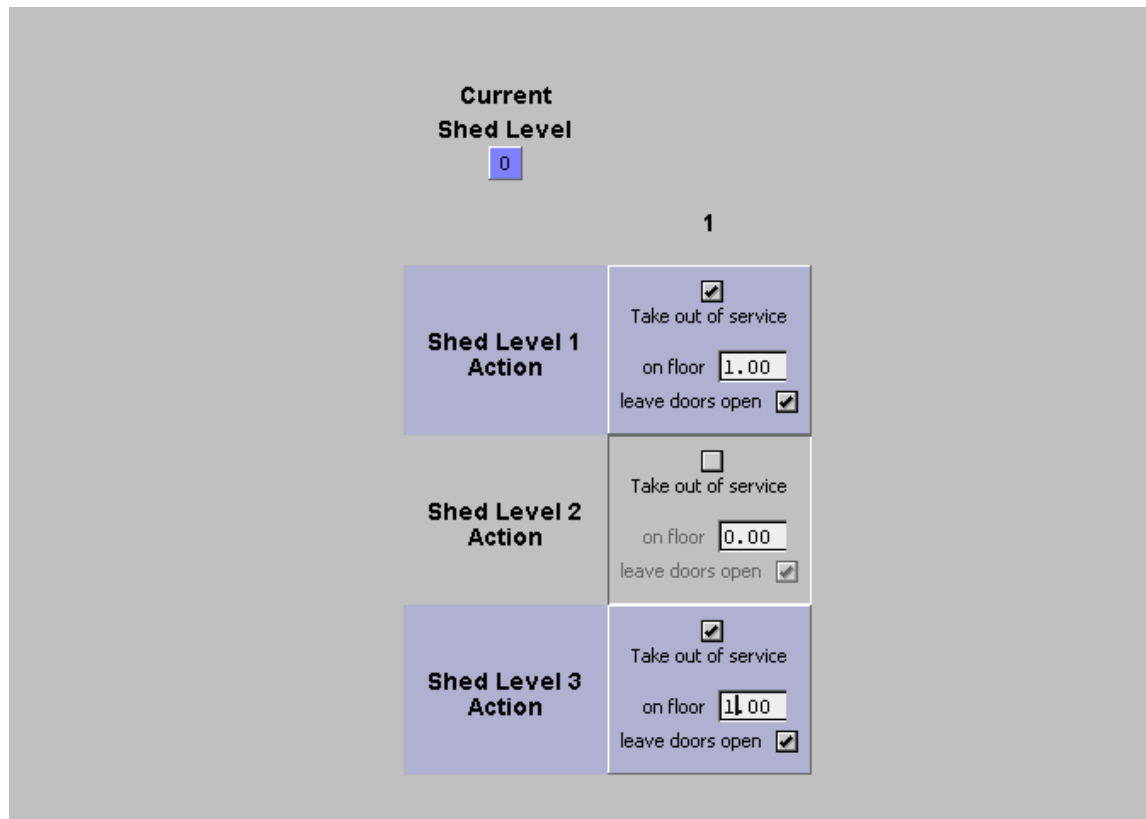 Current
Shed Level
0
1
Shed Level 1
Action
Take out of service
on floor 1.00
leave doors open
Shed Level 2
Action
Take out of service
on floor 0.00
leave doors open
Shed Level 3
Action
Take out of service
on floor 1.00
leave doors open